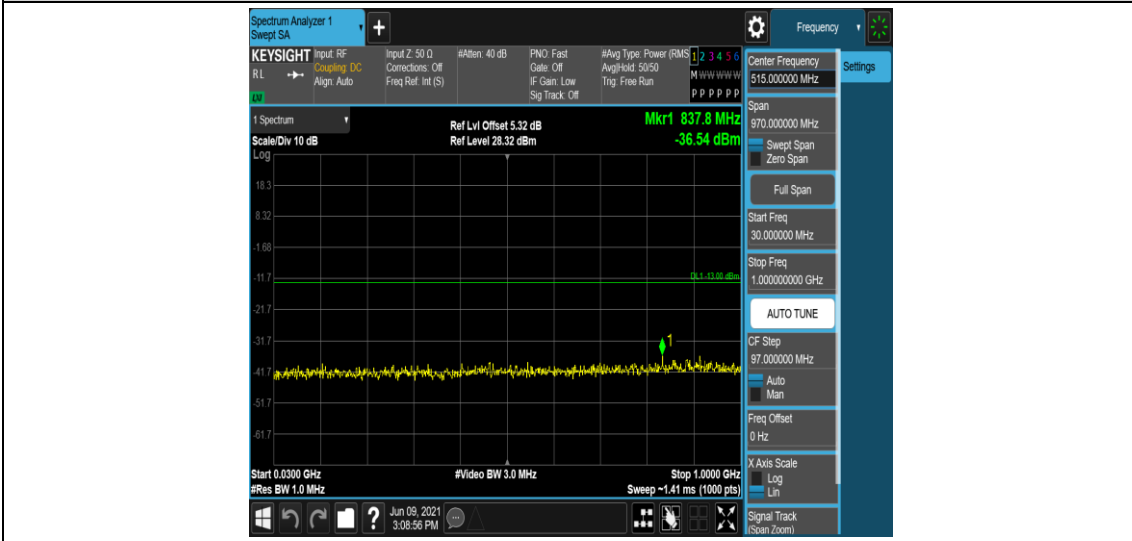 Spectrum Analyzer 1
Swept SA
Frequency
KEYSIGHT
RL
Input: RF
Coupling: DC
Align: Auto
Input Z: 50 Ω
Corrections: Off
Freq Ref: Int (S)
#Atten: 40 dB
PNO: Fast
Gate: Off
IF Gain: Low
Sig Track: Off
#Avg Type: Power (RMS
Avg|Hold: 50/50
Trig: Free Run
1 2 3 4 5 6
M W W W W W
P P P P P P
1 Spectrum
Scale/Div 10 dB
Log
Ref Lvl Offset 5.32 dB
Ref Level 28.32 dBm
Mkr1 837.8 MHz
-36.54 dBm
18.3
8.32
-1.68
-11.7
DL1 -13.00 dBm
-21.7
-31.7
1
-41.7
-51.7
-61.7
Start 0.0300 GHz
#Res BW 1.0 MHz
#Video BW 3.0 MHz
Stop 1.0000 GHz
Sweep ~1.41 ms (1000 pts)
Jun 09, 2021
3:08:56 PM
Center Frequency
515.000000 MHz
Settings
Span
970.000000 MHz
Swept Span
Zero Span
Full Span
Start Freq
30.000000 MHz
Stop Freq
1.000000000 GHz
AUTO TUNE
CF Step
97.000000 MHz
Auto
Man
Freq Offset
0 Hz
X Axis Scale
Log
Lin
Signal Track
(Span Zoom)